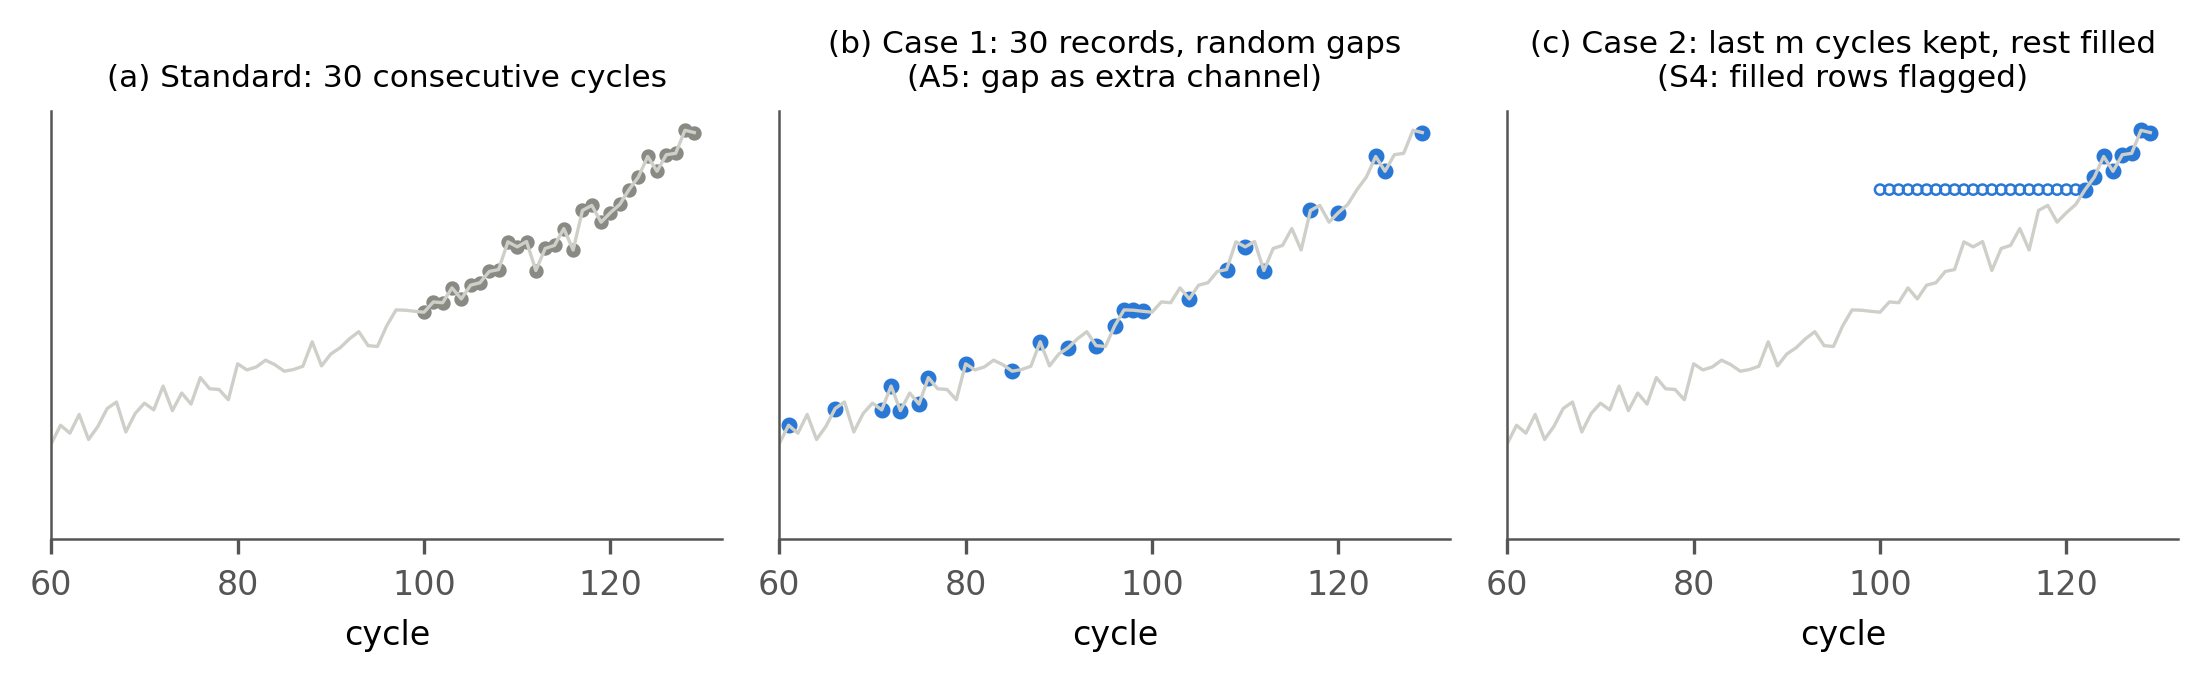 (a) Standard: 30 consecutive cycles
(b) Case 1: 30 records, random gaps
(A5: gap as extra channel)
(c) Case 2: last m cycles kept, rest filled
(S4: filled rows flagged)
60 80 100 120
cycle
60 80 100 120
cycle
60 80 100 120
cycle